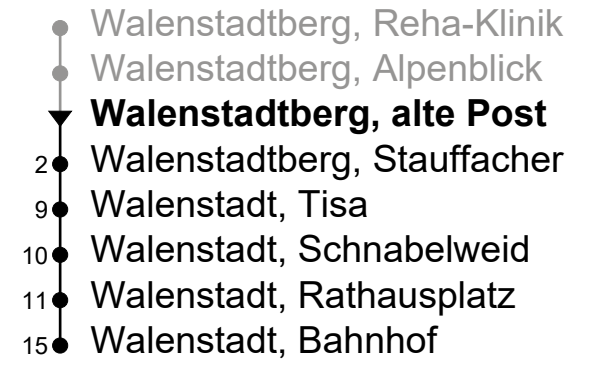 Walenstadtberg, Reha-Klinik
Walenstadtberg, Alpenblick
Walenstadtberg, alte Post
2 Walenstadtberg, Stauffacher
9 Walenstadt, Tisa
10 Walenstadt, Schnabelweid
11 Walenstadt, Rathausplatz
15 Walenstadt, Bahnhof